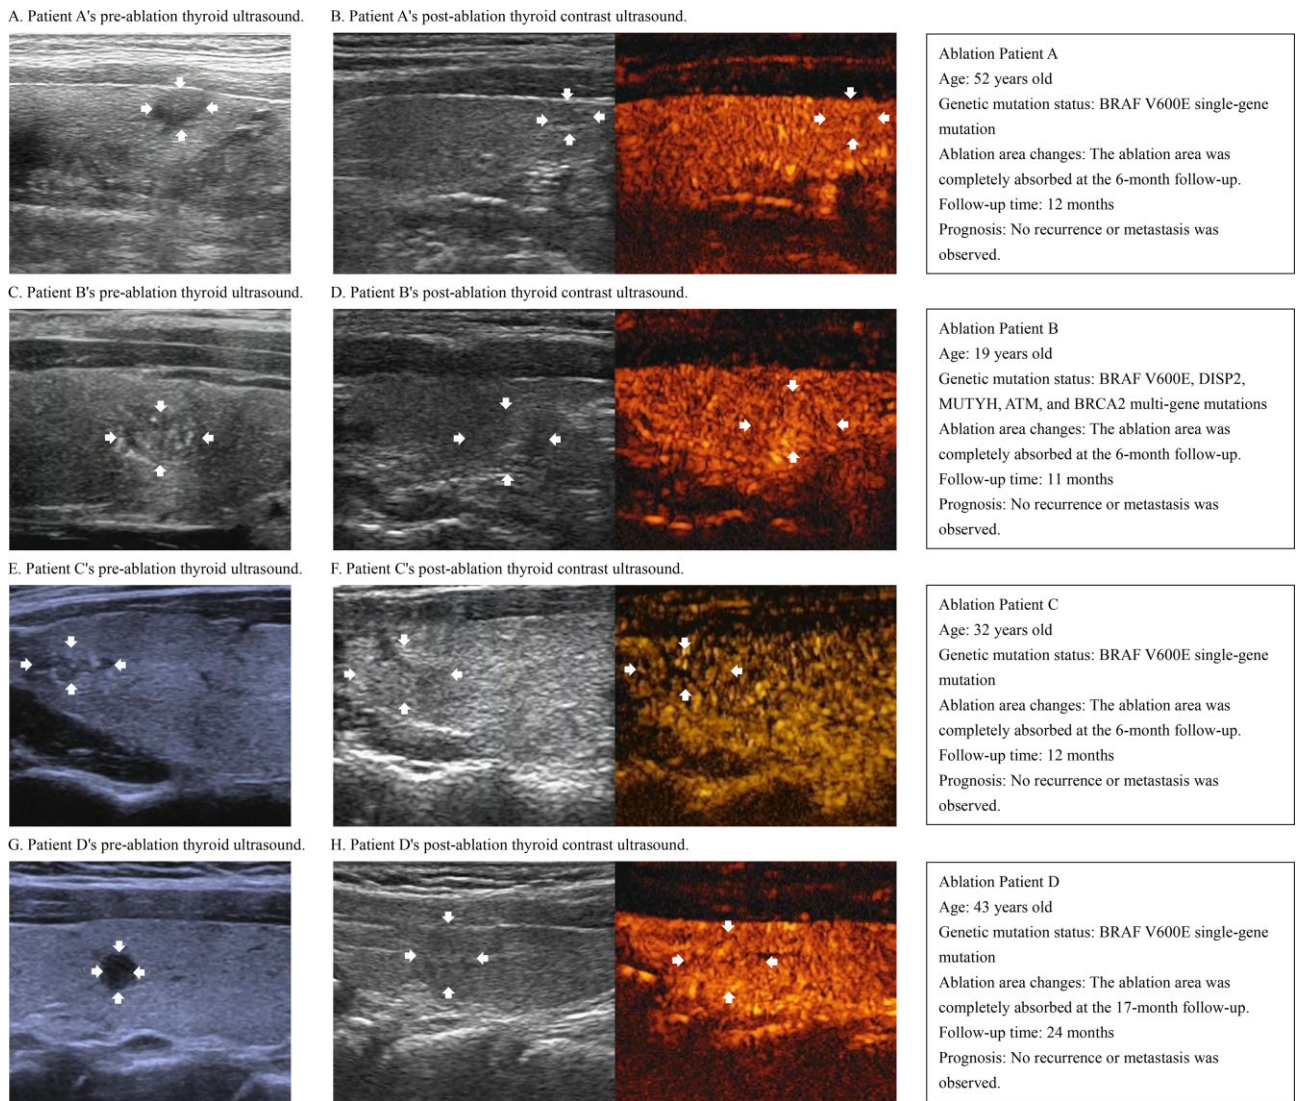 A. Patient A's pre-ablation thyroid ultrasound.
B. Patient A's post-ablation thyroid contrast ultrasound.
Ablation Patient A
Age: 52 years old
Genetic mutation status: BRAF V600E single-gene
mutation
Ablation area changes: The ablation area was
completely absorbed at the 6-month follow-up.
Follow-up time: 12 months
Prognosis: No recurrence or metastasis was
observed.
C. Patient B's pre-ablation thyroid ultrasound.
D. Patient B's post-ablation thyroid contrast ultrasound.
Ablation Patient B
Age: 19 years old
Genetic mutation status: BRAF V600E, DISP2,
MUTYH, ATM, and BRCA2 multi-gene mutations
Ablation area changes: The ablation area was
completely absorbed at the 6-month follow-up.
Follow-up time: 11 months
Prognosis: No recurrence or metastasis was
observed.
E. Patient C's pre-ablation thyroid ultrasound.
F. Patient C's post-ablation thyroid contrast ultrasound.
Ablation Patient C
Age: 32 years old
Genetic mutation status: BRAF V600E single-gene
mutation
Ablation area changes: The ablation area was
completely absorbed at the 6-month follow-up.
Follow-up time: 12 months
Prognosis: No recurrence or metastasis was
observed.
G. Patient D's pre-ablation thyroid ultrasound.
H. Patient D's post-ablation thyroid contrast ultrasound.
Ablation Patient D
Age: 43 years old
Genetic mutation status: BRAF V600E single-gene
mutation
Ablation area changes: The ablation area was
completely absorbed at the 17-month follow-up.
Follow-up time: 24 months
Prognosis: No recurrence or metastasis was
observed.